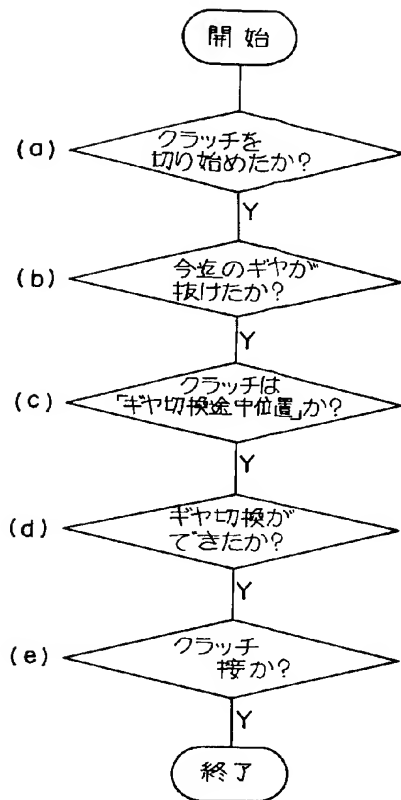 開始
(a)
クラッチを
切り始めたか?
Y
(b)
今迄のギヤが
抜けたか?
Y
(c)
クラッチは
「ギヤ切換途中位置」か?
Y
(d)
ギヤ切換が
できたか?
Y
(e)
クラッチ
接か?
Y
終了